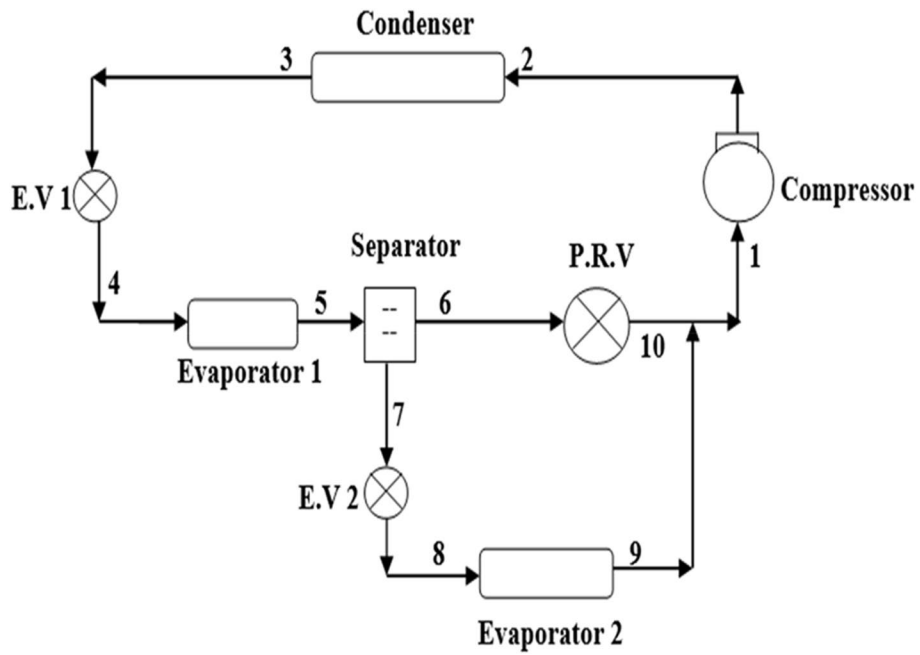 Condenser
3
2
E.V 1
Compressor
Separator
P.R.V
1
4
5
6
10
Evaporator 1
7
E.V 2
8
9
Evaporator 2